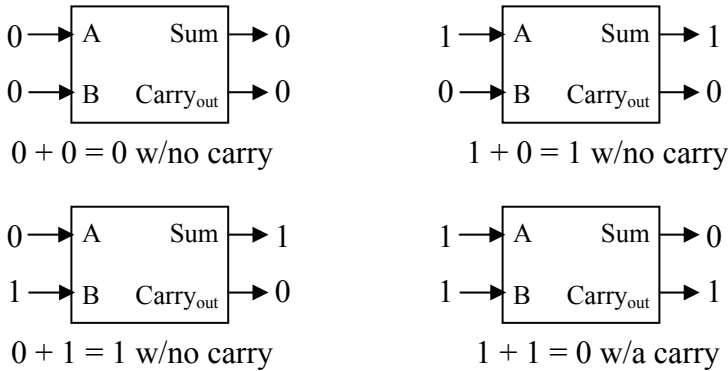 0 A Sum 0
0 B Carryout 0
0 + 0 = 0 w/no carry
1 A Sum 1
0 B Carryout 0
1 + 0 = 1 w/no carry
0 A Sum 1
1 B Carryout 0
0 + 1 = 1 w/no carry
1 A Sum 0
1 B Carryout 1
1 + 1 = 0 w/a carry